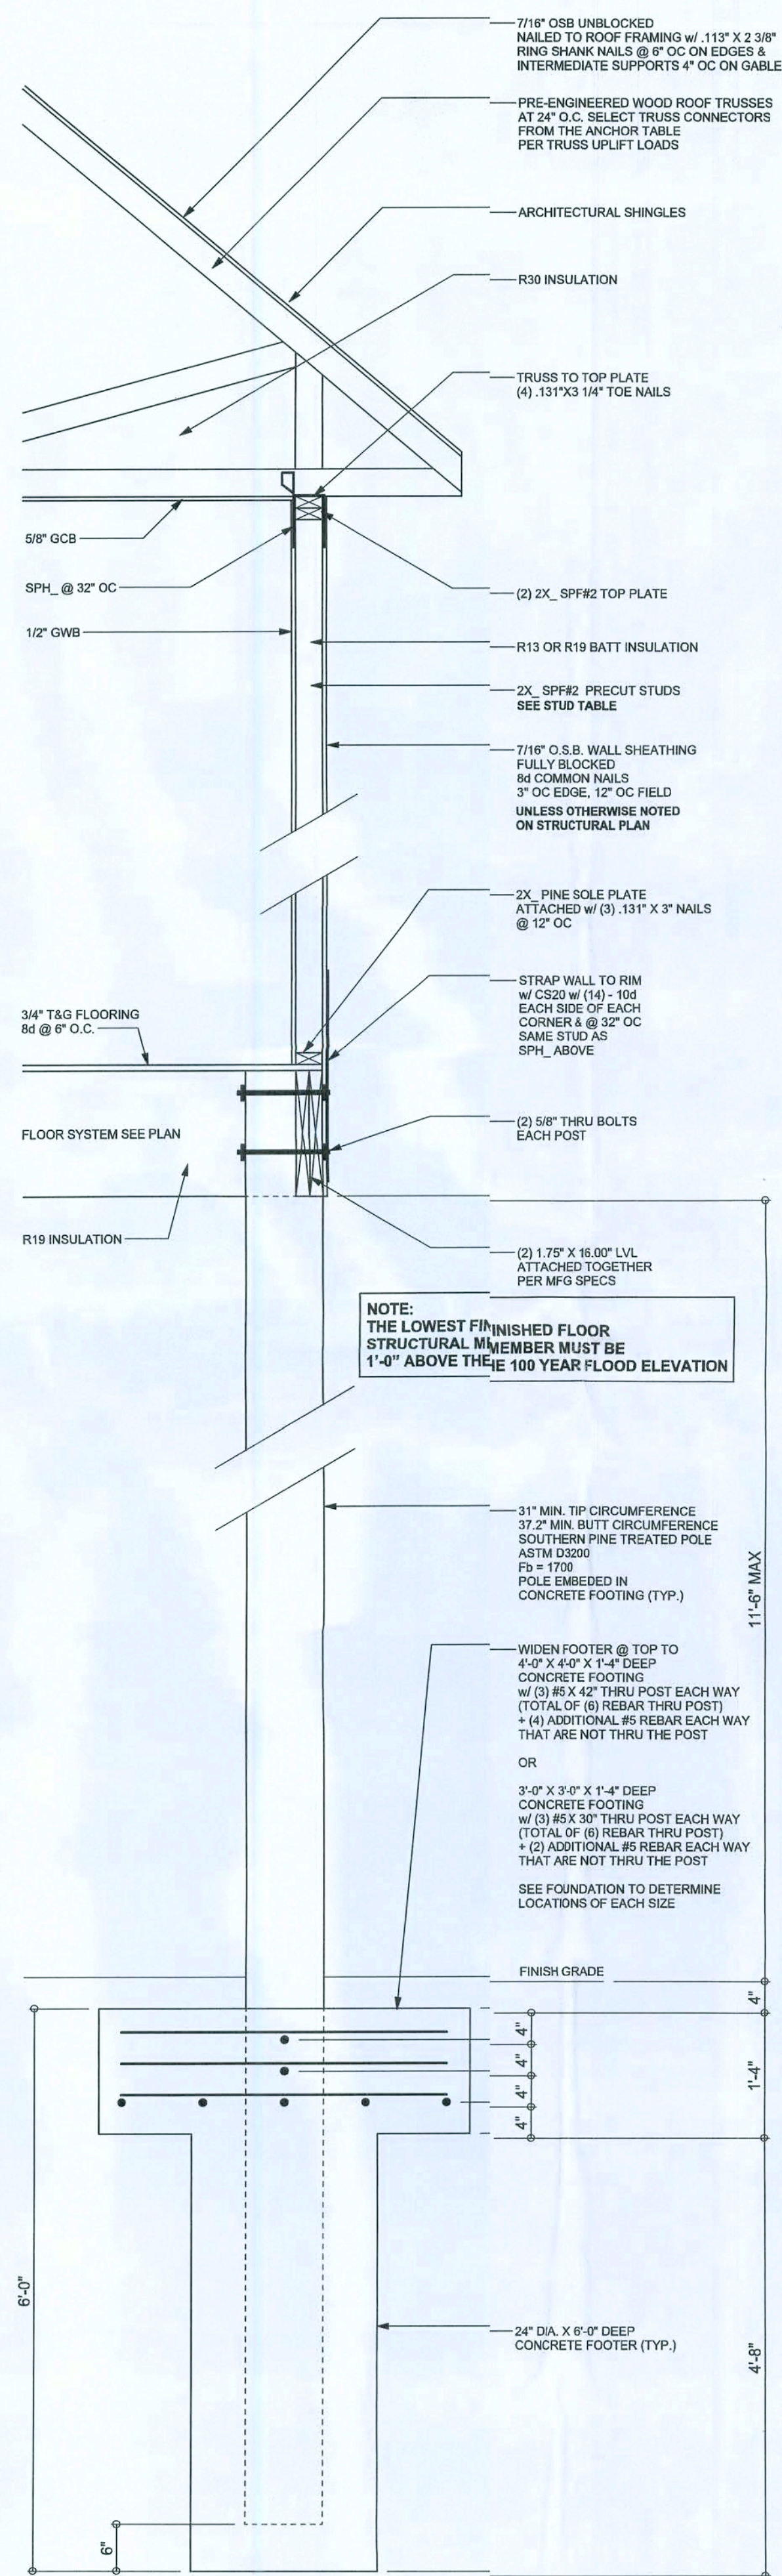 7/16" OSB UNBLOCKED
NAILED TO ROOF FRAMING w/ .113" X 2 3/8"
RING SHANK NAILS @ 6" OC ON EDGES &
INTERMEDIATE SUPPORTS 4" OC ON GABLE
PRE-ENGINEERED WOOD ROOF TRUSSES
AT 24" O.C. SELECT TRUSS CONNECTORS
FROM THE ANCHOR TABLE
PER TRUSS UPLIFT LOADS
ARCHITECTURAL SHINGLES
R30 INSULATION
TRUSS TO TOP PLATE
(4) .131"X3 1/4" TOE NAILS
5/8" GCB
SPH_ @ 32" OC
(2) 2X_ SPF#2 TOP PLATE
1/2" GWB
R13 OR R19 BATT INSULATION
2X_ SPF#2 PRECUT STUDS
SEE STUD TABLE
7/16" O.S.B. WALL SHEATHING
FULLY BLOCKED
8d COMMON NAILS
3" OC EDGE, 12" OC FIELD
UNLESS OTHERWISE NOTED
ON STRUCTURAL PLAN
2X_ PINE SOLE PLATE
ATTACHED w/ (3) .131" X 3" NAILS
@ 12" OC
STRAP WALL TO RIM
w/ CS20 w/ (14) - 10d
EACH SIDE OF EACH
CORNER & @ 32" OC
SAME STUD AS
SPH_ ABOVE
3/4" T&G FLOORING
8d @ 6" O.C.
(2) 5/8" THRU BOLTS
EACH POST
FLOOR SYSTEM SEE PLAN
R19 INSULATION
(2) 1.75" X 16.00" LVL
ATTACHED TOGETHER
PER MFG SPECS
NOTE:
THE LOWEST FININISHED FLOOR
STRUCTURAL MEMBER MUST BE
1'-0" ABOVE THE 100 YEAR FLOOD ELEVATION
31" MIN. TIP CIRCUMFERENCE
37.2" MIN. BUTT CIRCUMFERENCE
SOUTHERN PINE TREATED POLE
ASTM D3200
Fb = 1700
POLE EMBEDED IN
CONCRETE FOOTING (TYP.)
11'-6" MAX
WIDEN FOOTER @ TOP TO
4'-0" X 4'-0" X 1'-4" DEEP
CONCRETE FOOTING
w/ (3) #5 X 42" THRU POST EACH WAY
(TOTAL OF (6) REBAR THRU POST)
+ (4) ADDITIONAL #5 REBAR EACH WAY
THAT ARE NOT THRU THE POST
OR
3'-0" X 3'-0" X 1'-4" DEEP
CONCRETE FOOTING
w/ (3) #5 X 30" THRU POST EACH WAY
(TOTAL OF (6) REBAR THRU POST)
+ (2) ADDITIONAL #5 REBAR EACH WAY
THAT ARE NOT THRU THE POST
SEE FOUNDATION TO DETERMINE
LOCATIONS OF EACH SIZE
FINISH GRADE
4"
4"
4"
4"
4"
1'-4"
6'-0"
24" DIA. X 6'-0" DEEP
CONCRETE FOOTER (TYP.)
4'-8"
6"